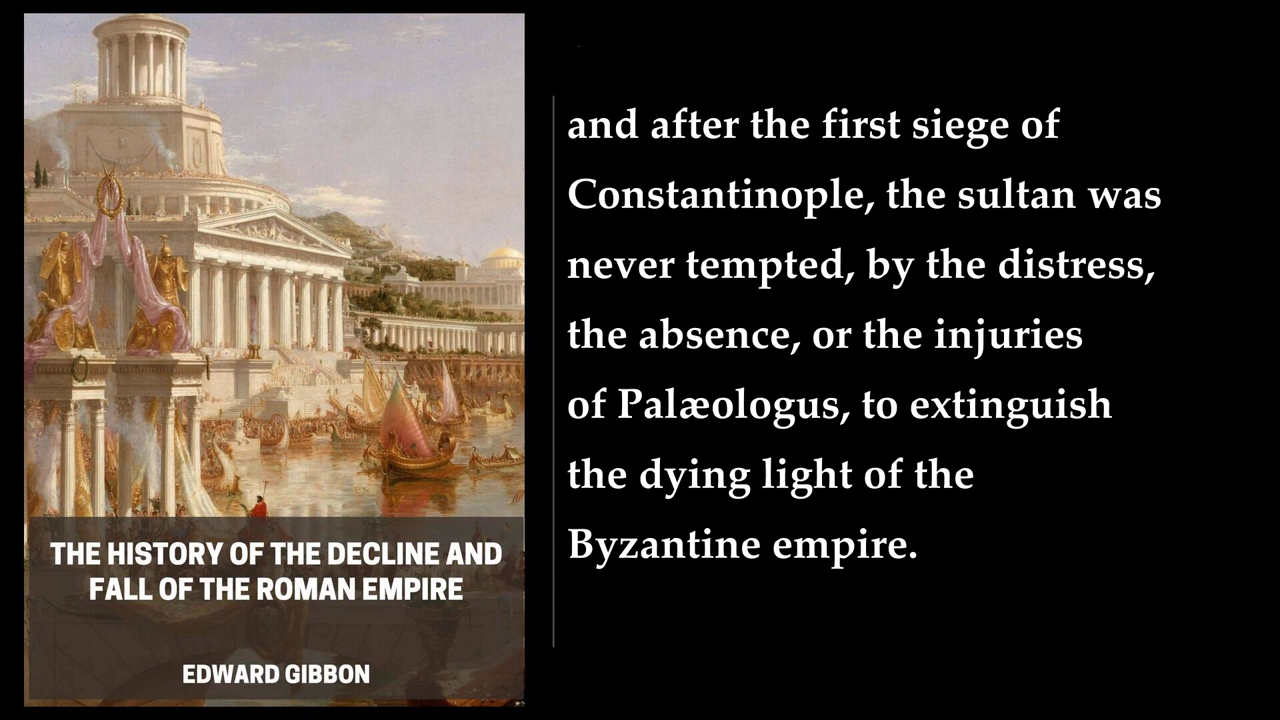 THE HISTORY OF THE DECLINE AND
FALL OF THE ROMAN EMPIRE
EDWARD GIBBON
and after the first siege of
Constantinople, the sultan was
never tempted, by the distress,
the absence, or the injuries
of Palæologus, to extinguish
the dying light of the
Byzantine empire.